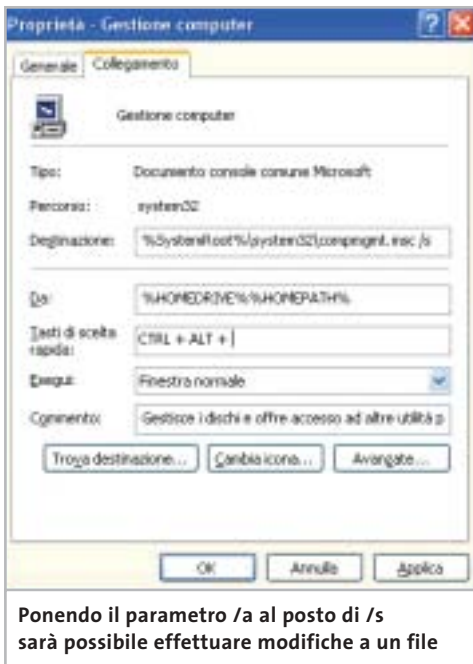 Proprietà - Gestione computer
Generale Collegamento
Gestione computer
Tipo: Documento console comune Microsoft
Percorso: system32
Destinazione: %SystemRoot%\system32\compmgmt.msc /s
Da: %HOMEDRIVE%%HOMEPATH%
Tasti di scelta rapida: CTRL + ALT +
Esegui: Finestra normale
Commento: Gestisce i dischi e offre accesso ad altre utilità p
Trova destinazione... Cambia icona... Avanzate...
OK Annulla Applica
Ponendo il parametro /a al posto di /s
sarà possibile effettuare modifiche a un file